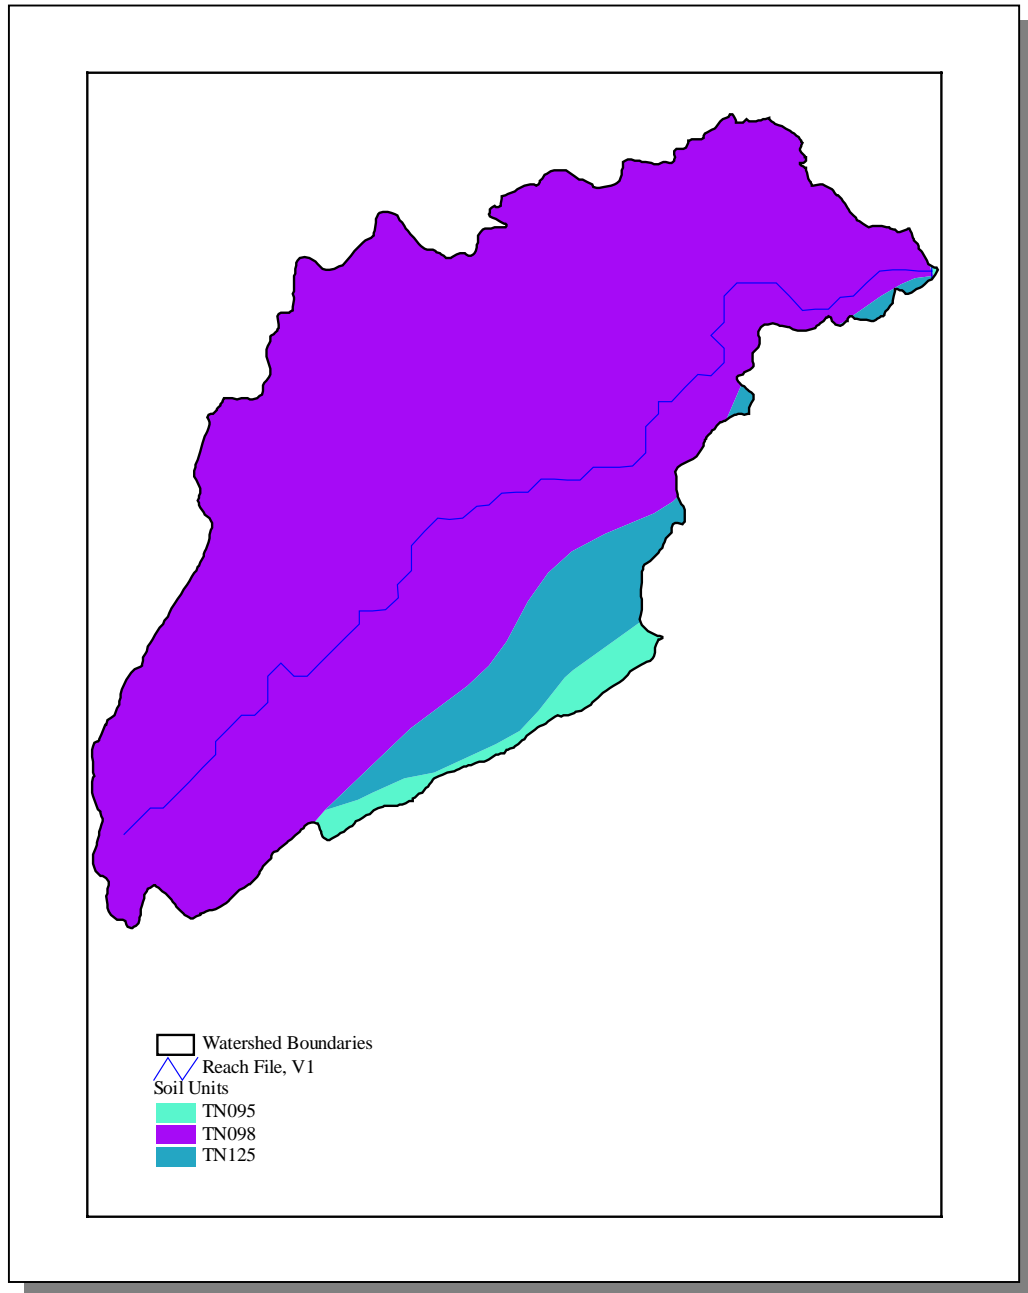 Watershed Boundaries
Reach File, V1
Soil Units
TN095
TN098
TN125